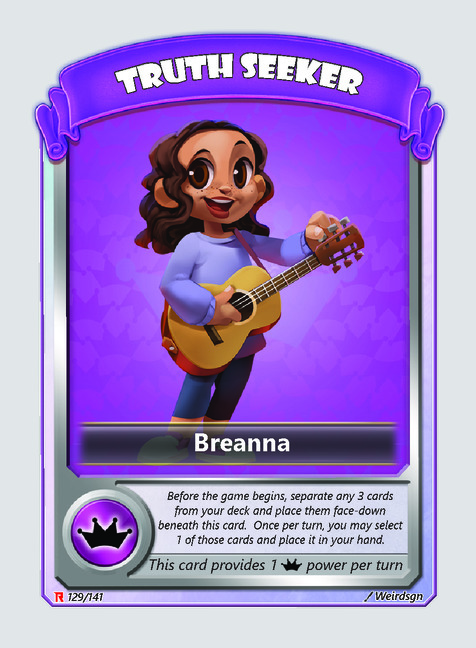 TRUTH SEEKER
Breanna
Before the game begins, separate any 3 cards
from your deck and place them face-down
beneath this card.  Once per turn, you may select
1 of those cards and place it in your hand.
This card provides 1 power per turn
R 129/141
Weirdsgn